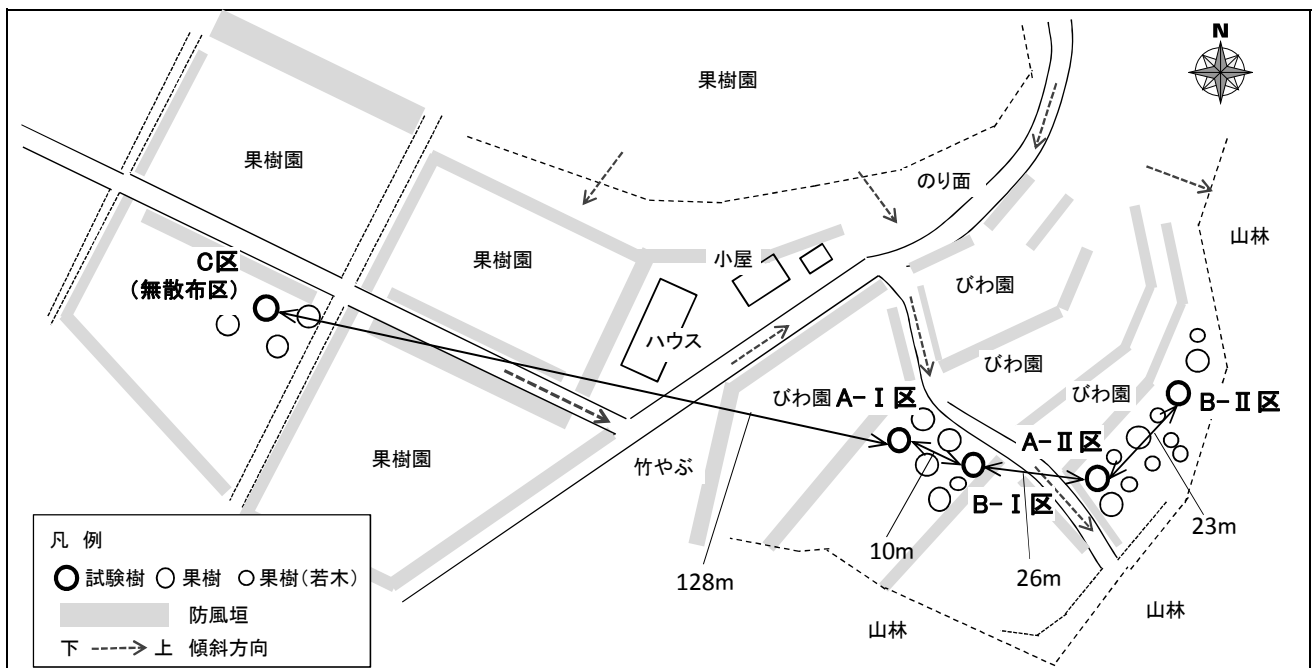 N
果樹園
果樹園
のり面
山林
C区
(無散布区)
果樹園
小屋
びわ園
ハウス
びわ園
びわ園
A-Ⅰ区
びわ園
B-Ⅱ区
A-Ⅱ区
果樹園
竹やぶ
B-Ⅰ区
23m
10m
26m
128m
山林
山林
凡 例
試験樹 果樹 果樹(若木)
防風垣
下 上 傾斜方向